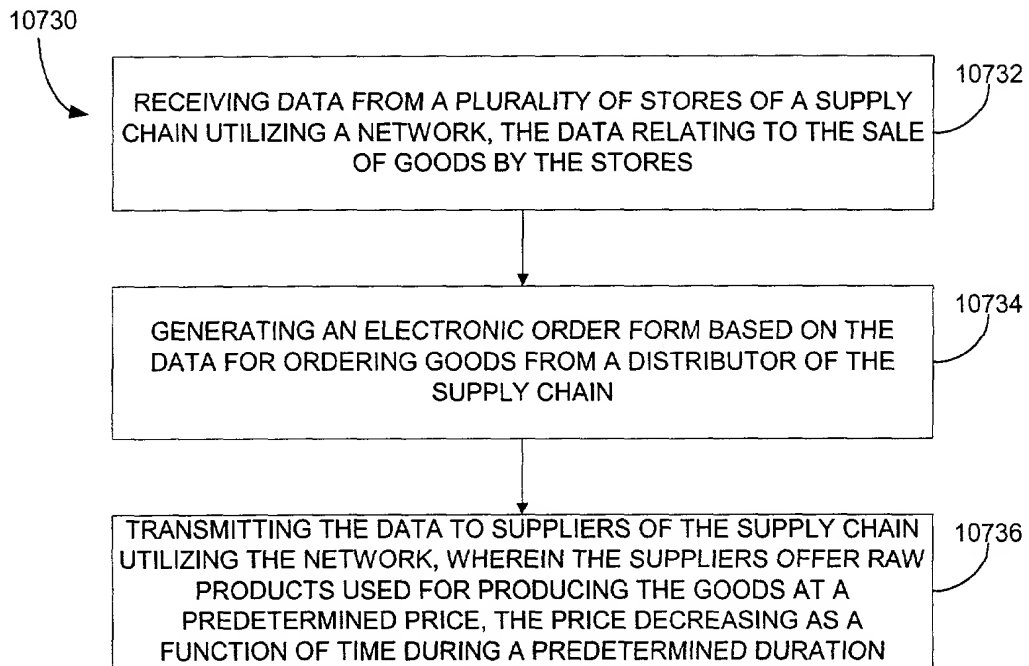 10730
10732
RECEIVING DATA FROM A PLURALITY OF STORES OF A SUPPLY
CHAIN UTILIZING A NETWORK, THE DATA RELATING TO THE SALE
OF GOODS BY THE STORES
10734
GENERATING AN ELECTRONIC ORDER FORM BASED ON THE
DATA FOR ORDERING GOODS FROM A DISTRIBUTOR OF THE
SUPPLY CHAIN
10736
TRANSMITTING THE DATA TO SUPPLIERS OF THE SUPPLY CHAIN
UTILIZING THE NETWORK, WHEREIN THE SUPPLIERS OFFER RAW
PRODUCTS USED FOR PRODUCING THE GOODS AT A
PREDETERMINED PRICE, THE PRICE DECREASING AS A
FUNCTION OF TIME DURING A PREDETERMINED DURATION